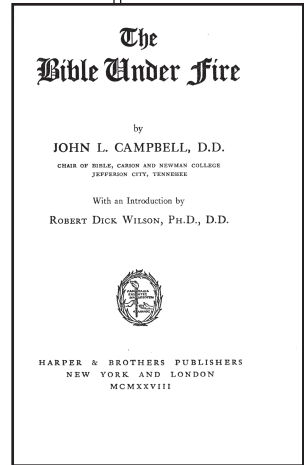 The
Bible Under Fire
by
JOHN L. CAMPBELL, D.D.
CHAIR OF BIBLE, CARSON AND NEWMAN COLLEGE
JEFFERSON CITY, TENNEHEE
With an Introduction by
ROBERT DICK WILSON, PH.D., D.D.
HARPER & BROTHERS PUBLISHERS
NEW YORK AND LONDON
MCMXXVIII